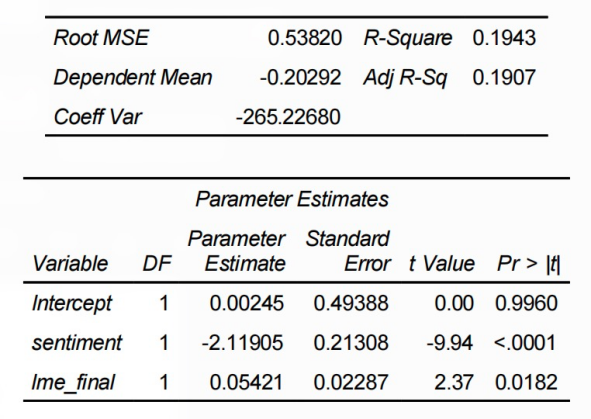 Root MSE 0.53820 R-Square 0.1943
Dependent Mean -0.20292 Adj R-Sq 0.1907
Coeff Var -265.22680
Parameter Estimates
Parameter Standard
Variable DF Estimate Error t Value Pr > |t|
Intercept 1 0.00245 0.49388 0.00 0.9960
sentiment 1 -2.11905 0.21308 -9.94 <.0001
lme_final 1 0.05421 0.02287 2.37 0.0182